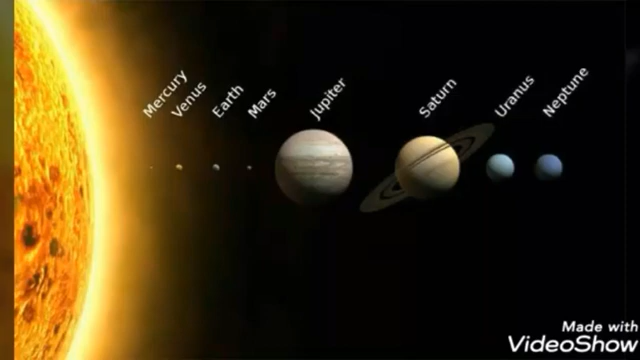 Mercury
Venus
Earth
Mars
Jupiter
Saturn
Uranus
Neptune
Made with
VideoShow